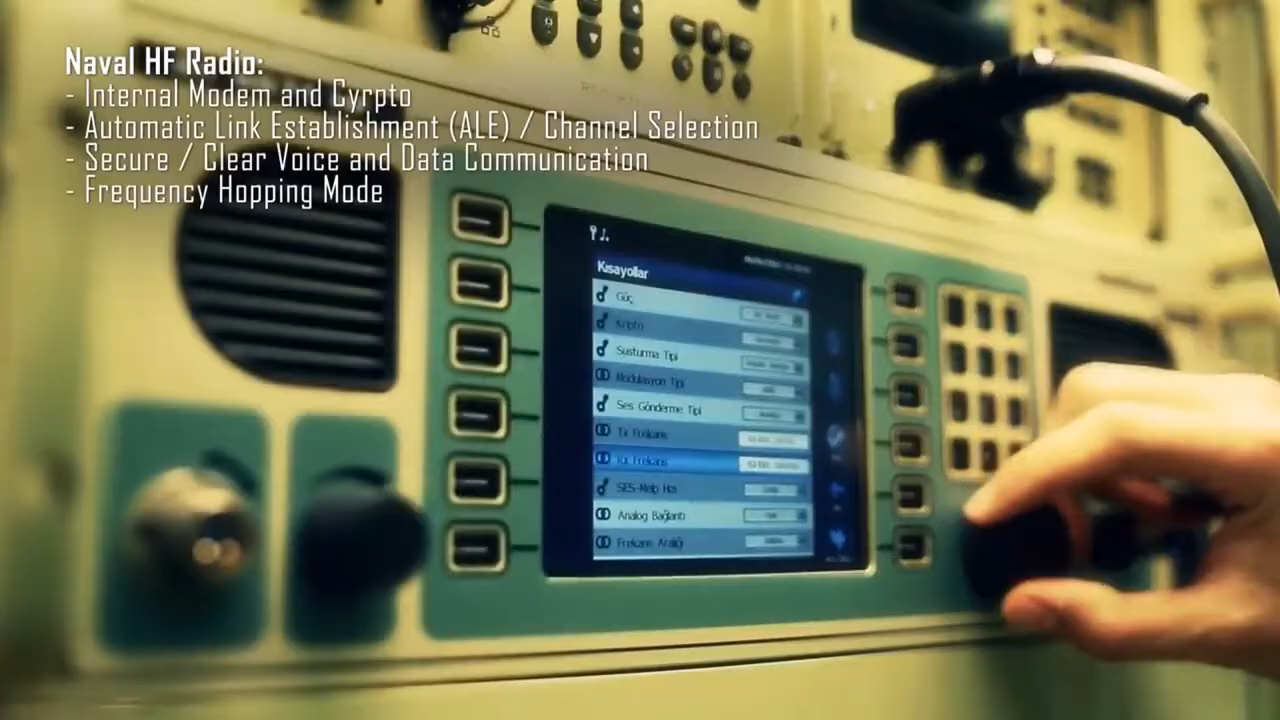 Naval HF Radio:
- Internal Modem and Cyrpto
- Automatic Link Establishment (ALE) / Channel Selection
- Secure / Clear Voice and Data Communication
- Frequency Hopping Mode
Kısayollar
Güç
Kripto
Susturma Tipi
Modulasyon Tipi
Ses Gönderme Tipi
Tx Frekans
Rx Frekans
SES-Melp Hızı
Analog Bağlantı
Frekans Aralığı